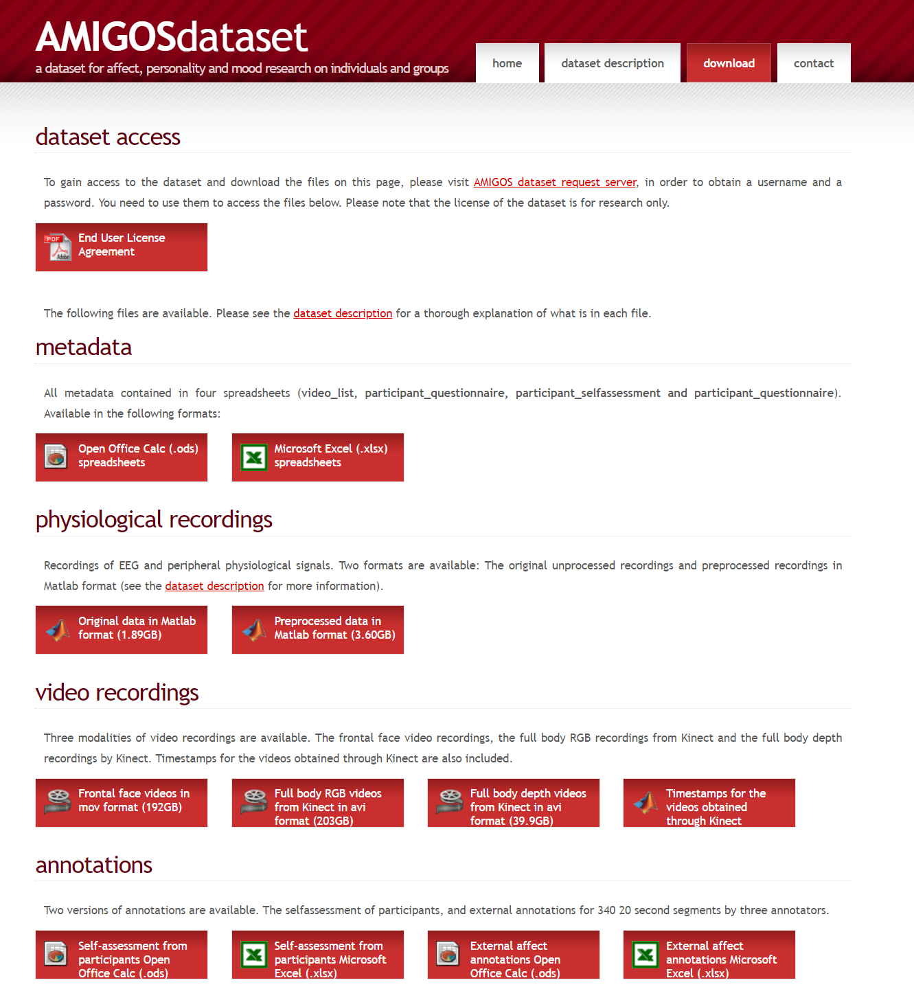 AMIGOSdataset
a dataset for affect, personality and mood research on individuals and groups
home
dataset description
download
contact
dataset access
To gain access to the dataset and download the files on this page, please visit AMIGOS dataset request server, in order to obtain a username and a
password. You need to use them to access the files below. Please note that the license of the dataset is for research only.
PDF
Adobe
End User License
Agreement
The following files are available. Please see the dataset description for a thorough explanation of what is in each file.
metadata
All metadata contained in four spreadsheets (video_list, participant_questionnaire, participant_selfassessment and participant_questionnaire).
Available in the following formats:
Open Office Calc (.ods)
spreadsheets
Microsoft Excel (.xlsx)
spreadsheets
physiological recordings
Recordings of EEG and peripheral physiological signals. Two formats are available: The original unprocessed recordings and preprocessed recordings in
Matlab format (see the dataset description for more information).
Original data in Matlab
format (1.89GB)
Preprocessed data in
Matlab format (3.60GB)
video recordings
Three modalities of video recordings are available. The frontal face video recordings, the full body RGB recordings from Kinect and the full body depth
recordings by Kinect. Timestamps for the videos obtained through Kinect are also included.
Frontal face videos in
mov format (192GB)
Full body RGB videos
from Kinect in avi
format (203GB)
Full body depth videos
from Kinect in avi
format (39.9GB)
Timestamps for the
videos obtained
through Kinect
annotations
Two versions of annotations are available. The selfassessment of participants, and external annotations for 340 20 second segments by three annotators.
Self-assessment from
participants Open
Office Calc (.ods)
Self-assessment from
participants Microsoft
Excel (.xlsx)
External affect
annotations Open
Office Calc (.ods)
External affect
annotations Microsoft
Excel (.xlsx)